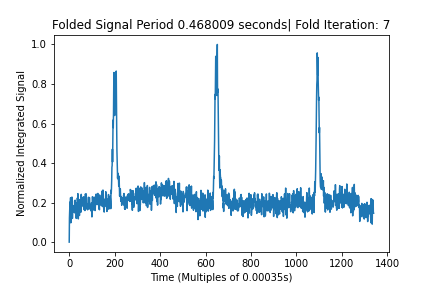 Folded Signal Period 0.468009 seconds| Fold Iteration: 7
Normalized Integrated Signal
1.0
0.8
0.6
0.4
0.2
0.0
0 200 400 600 800 1000 1200 1400
Time (Multiples of 0.00035s)